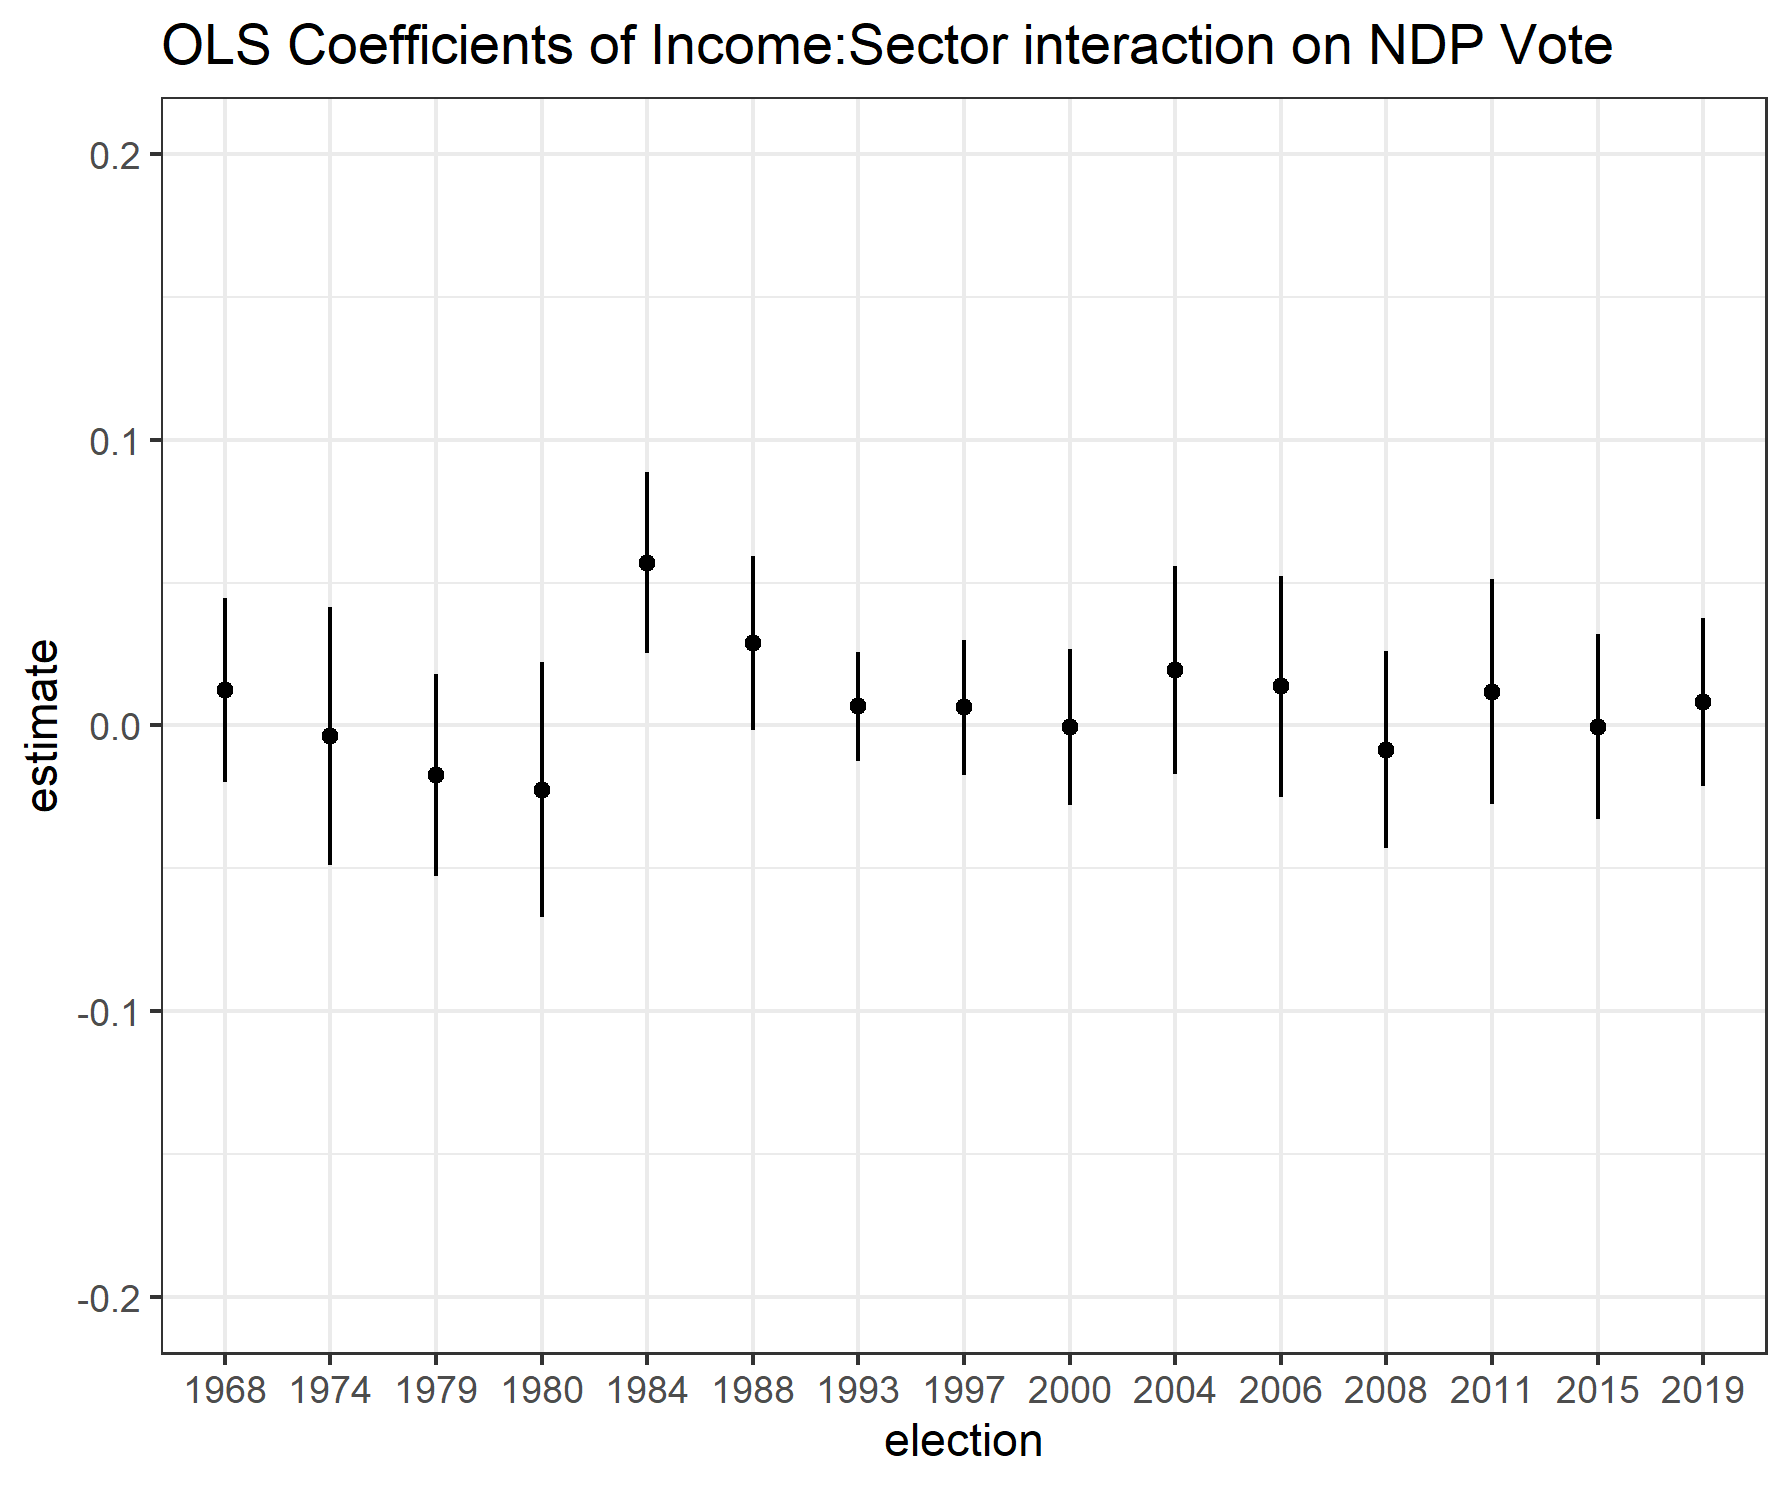 OLS Coefficients of Income:Sector interaction on NDP Vote
0.2
0.1
0.0
-0.1
-0.2
estimate
1968 1974 1979 1980 1984 1988 1993 1997 2000 2004 2006 2008 2011 2015 2019
election